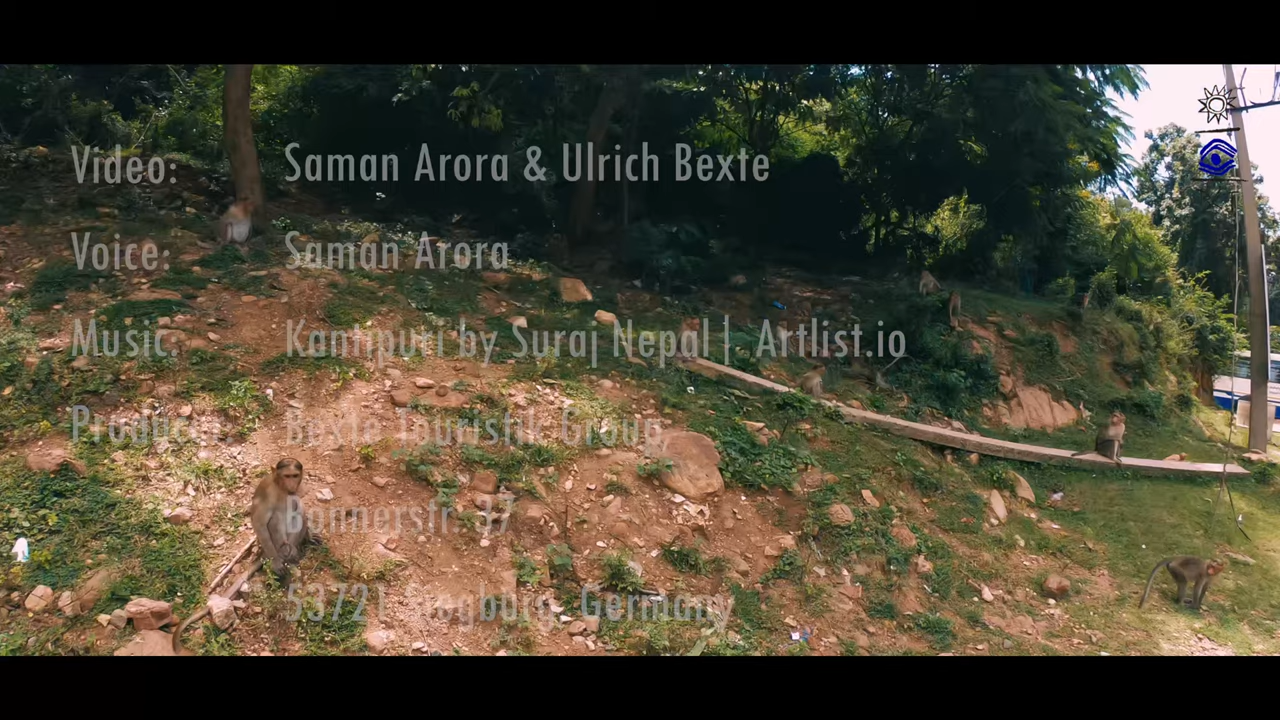 Video: Saman Arora & Ulrich Bexte
Voice: Saman Arora
Music: Kantipuri by Suraj Nepal | Artlist.io
Producer: Bexte Touristik Group
Bonnerstr. 37
53721 Siegburg, Germany